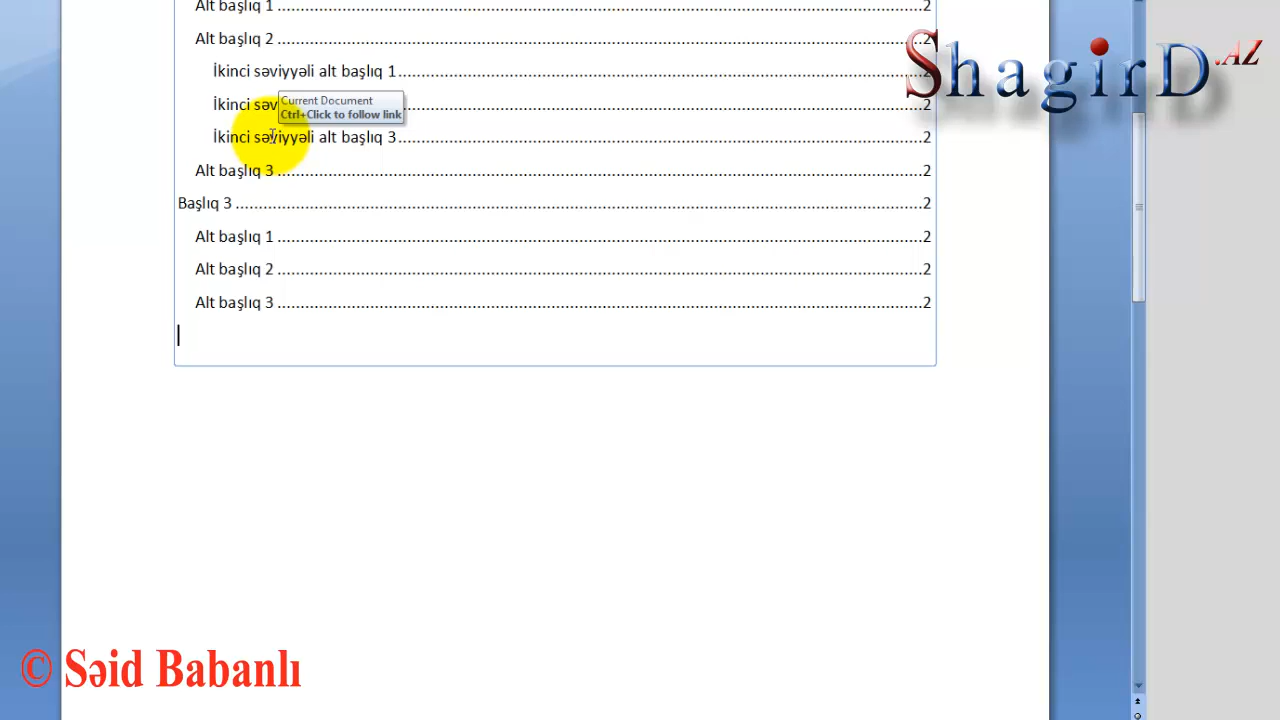 Alt başlıq 1 ........ 2
Alt başlıq 2 ........ 2
İkinci səviyyəli alt başlıq 1 ........ 2
İkinci səv ........ 2
Current Document
Ctrl+Click to follow link
İkinci səviyyəli alt başlıq 3 ........ 2
Alt başlıq 3 ........ 2
Başlıq 3 ........ 2
Alt başlıq 1 ........ 2
Alt başlıq 2 ........ 2
Alt başlıq 3 ........ 2
ShagirD.AZ
© Səid Babanlı